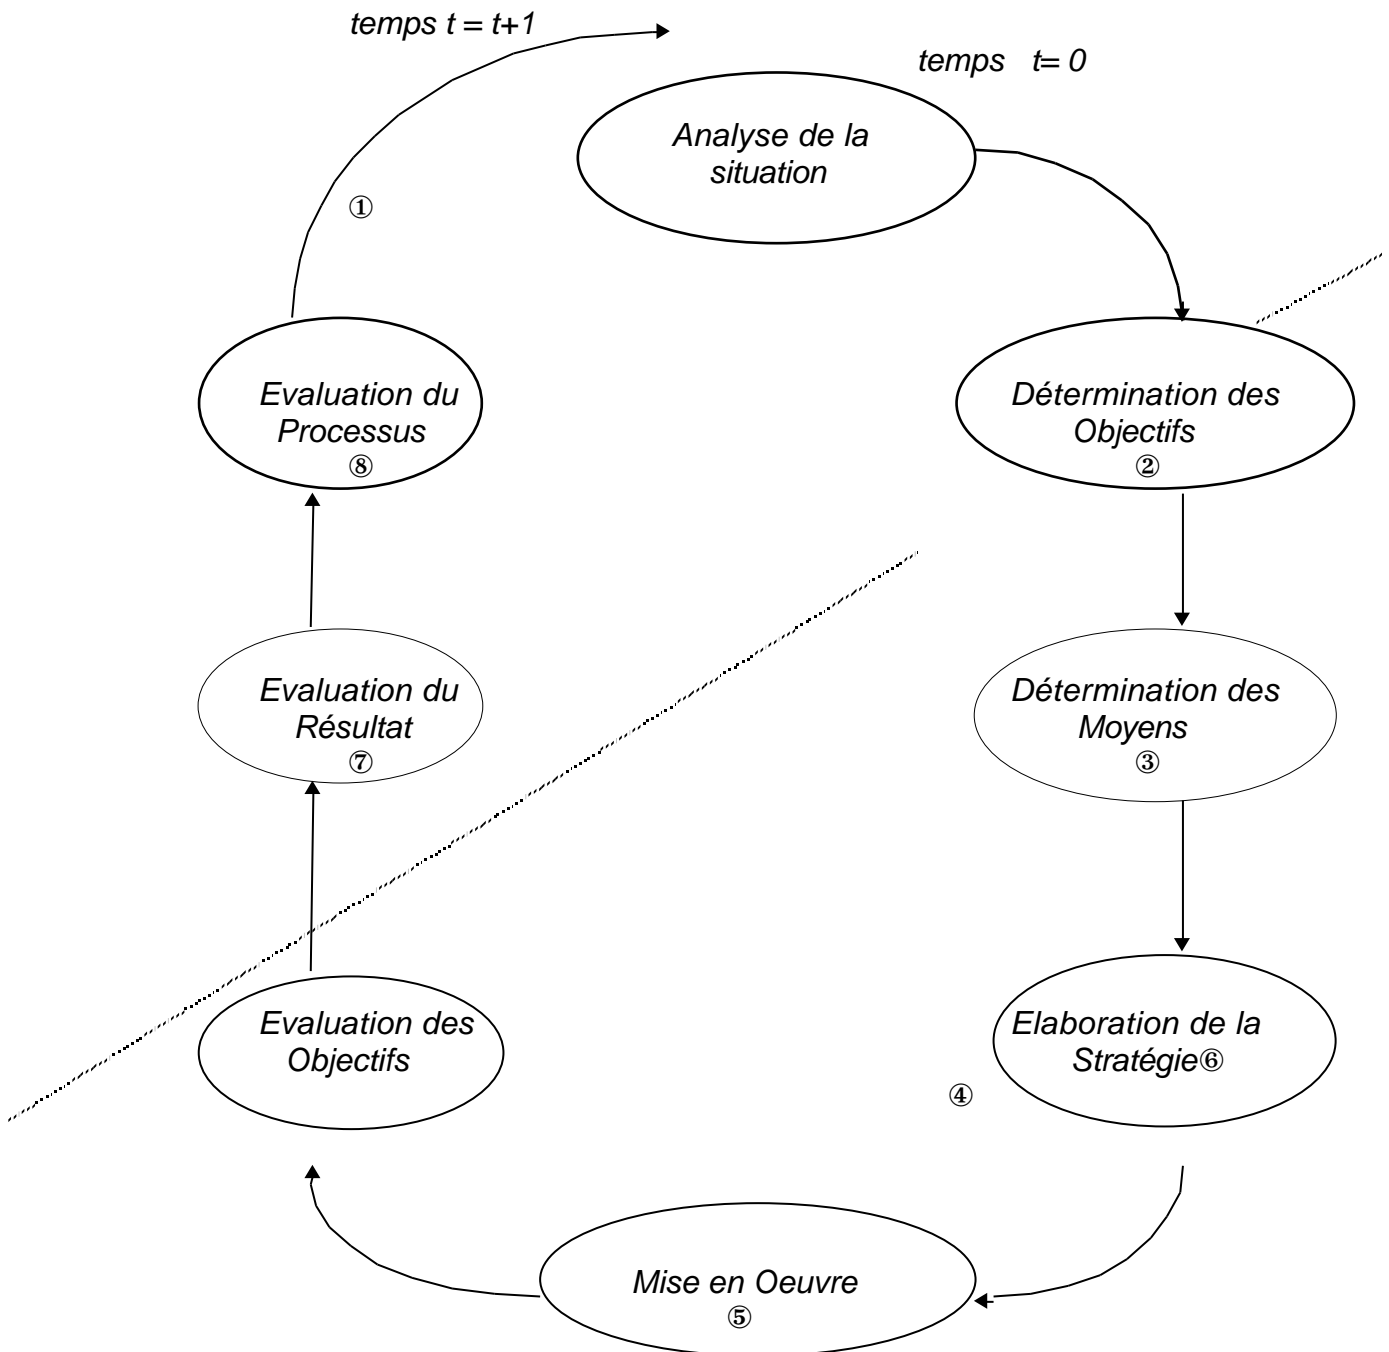 temps t = t+1
temps t= 0
Analyse de la
situation
①
Evaluation du
Processus
⑧
Détermination des
Objectifs
②
Evaluation du
Résultat
⑦
Détermination des
Moyens
③
Evaluation des
Objectifs
Elaboration de la
Stratégie⑥
④
Mise en Oeuvre
⑤